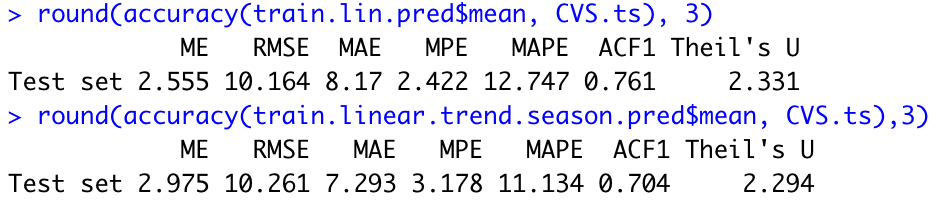 > round(accuracy(train.lin.pred$mean, CVS.ts), 3)
ME RMSE MAE MPE MAPE ACF1 Theil's U
Test set 2.555 10.164 8.17 2.422 12.747 0.761 2.331
> round(accuracy(train.linear.trend.season.pred$mean, CVS.ts),3)
ME RMSE MAE MPE MAPE ACF1 Theil's U
Test set 2.975 10.261 7.293 3.178 11.134 0.704 2.294